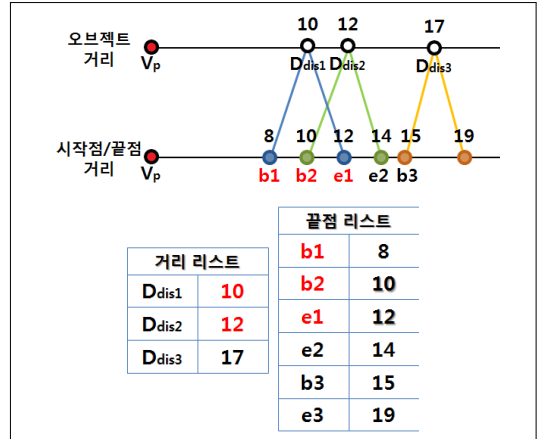 10 12 17
오브젝트
거리
Vp
Ddis1 Ddis2 Ddis3
8 10 12 14 15 19
시작점/끝점
거리
Vp
b1 b2 e1 e2 b3
거리 리스트
Ddis1 10
Ddis2 12
Ddis3 17
끝점 리스트
b1 8
b2 10
e1 12
e2 14
b3 15
e3 19